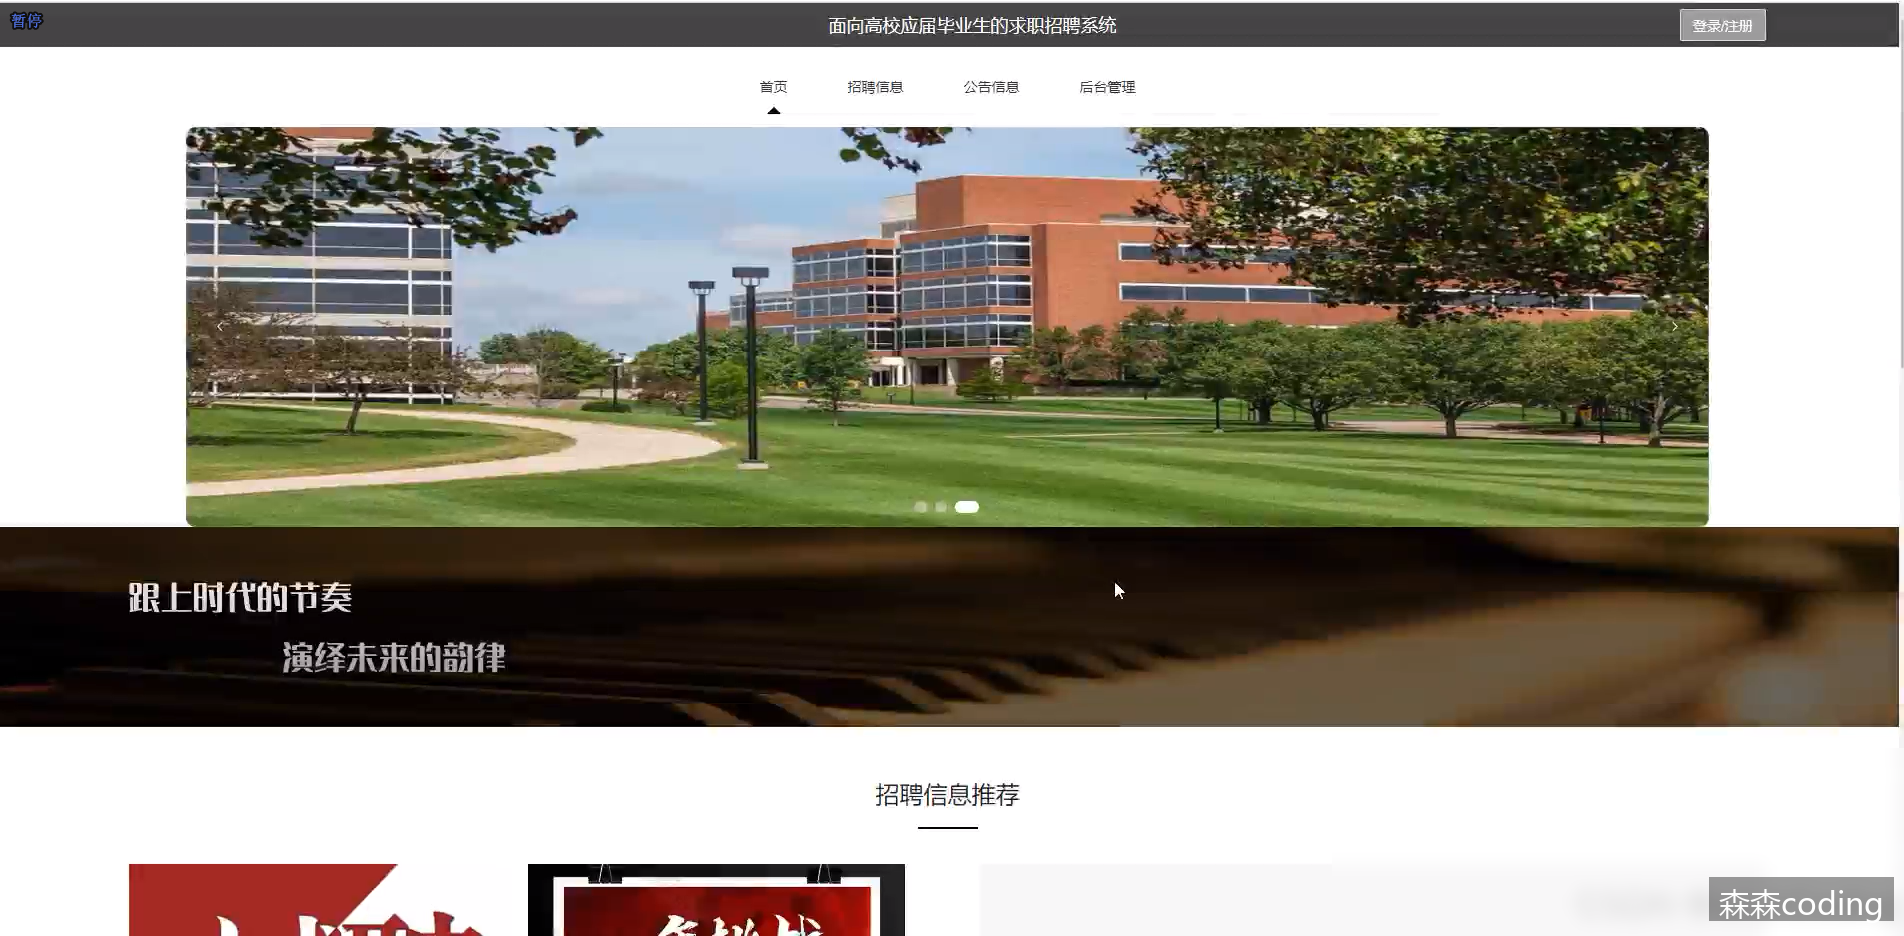 暂停
面向高校应届毕业生的求职招聘系统
登录/注册
首页
招聘信息
公告信息
后台管理
跟上时代的节奏
演绎未来的韵律
招聘信息推荐
森森coding